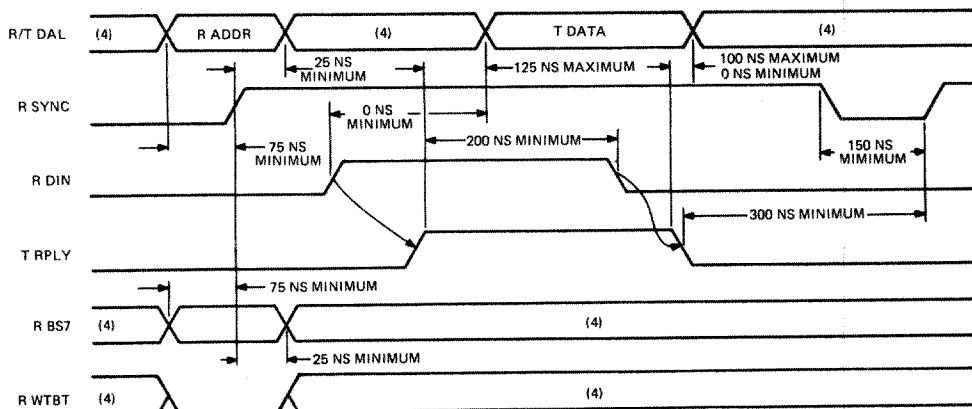 R/T DAL (4) R ADDR (4) T DATA (4)
25 NS
MINIMUM
125 NS MAXIMUM
100 NS MAXIMUM
0 NS MINIMUM
R SYNC
0 NS
MINIMUM
75 NS
MINIMUM
200 NS MINIMUM
150 NS
MIMIMUM
R DIN
300 NS MINIMUM
T RPLY
75 NS MINIMUM
R BS7 (4) (4)
25 NS MINIMUM
R WTBT (4) (4)